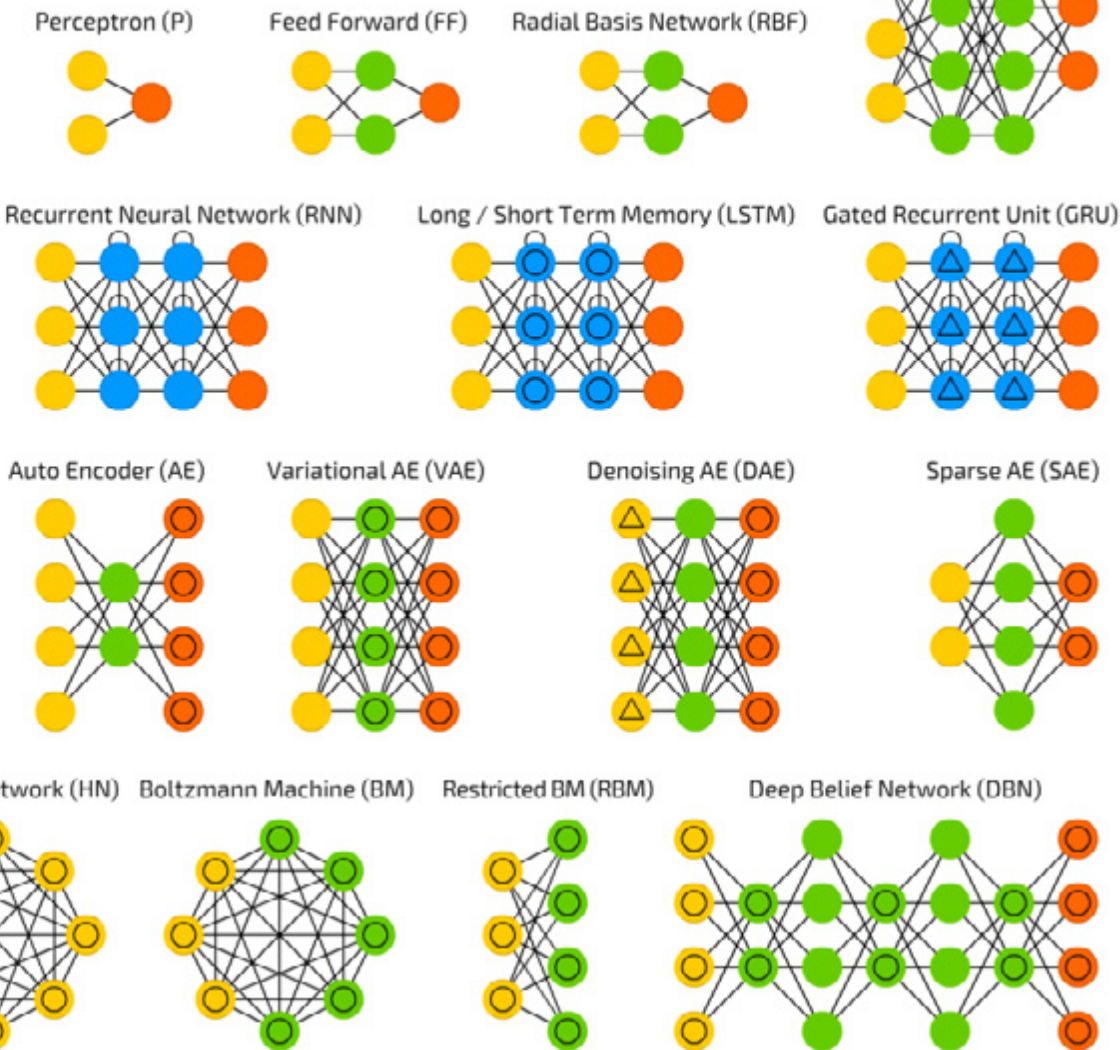 Perceptron (P)
Feed Forward (FF)
Radial Basis Network (RBF)
Recurrent Neural Network (RNN)
Long / Short Term Memory (LSTM)
Gated Recurrent Unit (GRU)
Auto Encoder (AE)
Variational AE (VAE)
Denoising AE (DAE)
Sparse AE (SAE)
twork (HN)
Boltzmann Machine (BM)
Restricted BM (RBM)
Deep Belief Network (DBN)